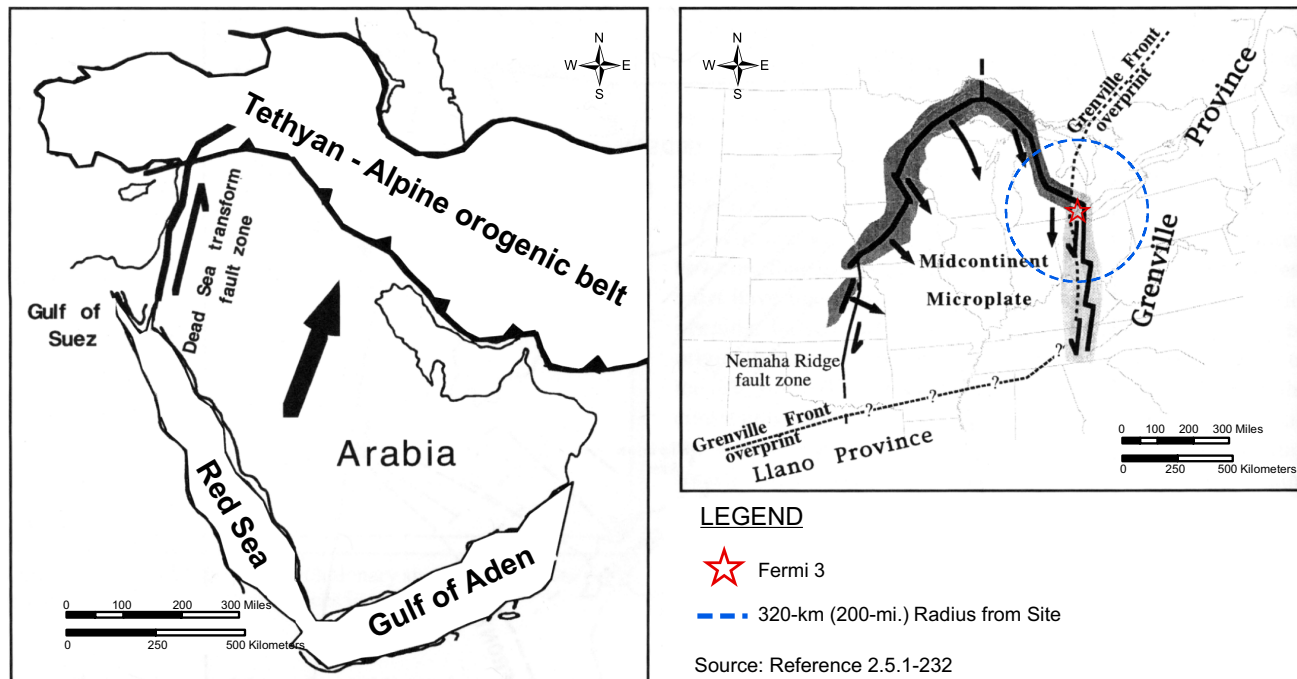 N
W E
S
Tethyan - Alpine orogenic belt
Dead Sea transform
fault zone
Gulf of
Suez
Arabia
Red Sea
Gulf of Aden
0 100 200 300 Miles
0 250 500 Kilometers
N
W E
S
Grenville Front
overprint
Province
Grenville
Midcontinent
Microplate
Nemaha Ridge
fault zone
?
? ? ? ?
Grenville Front
overprint
Llano Province
0 100 200 300 Miles
0 250 500 Kilometers
LEGEND
Fermi 3
320-km (200-mi.) Radius from Site
Source: Reference 2.5.1-232